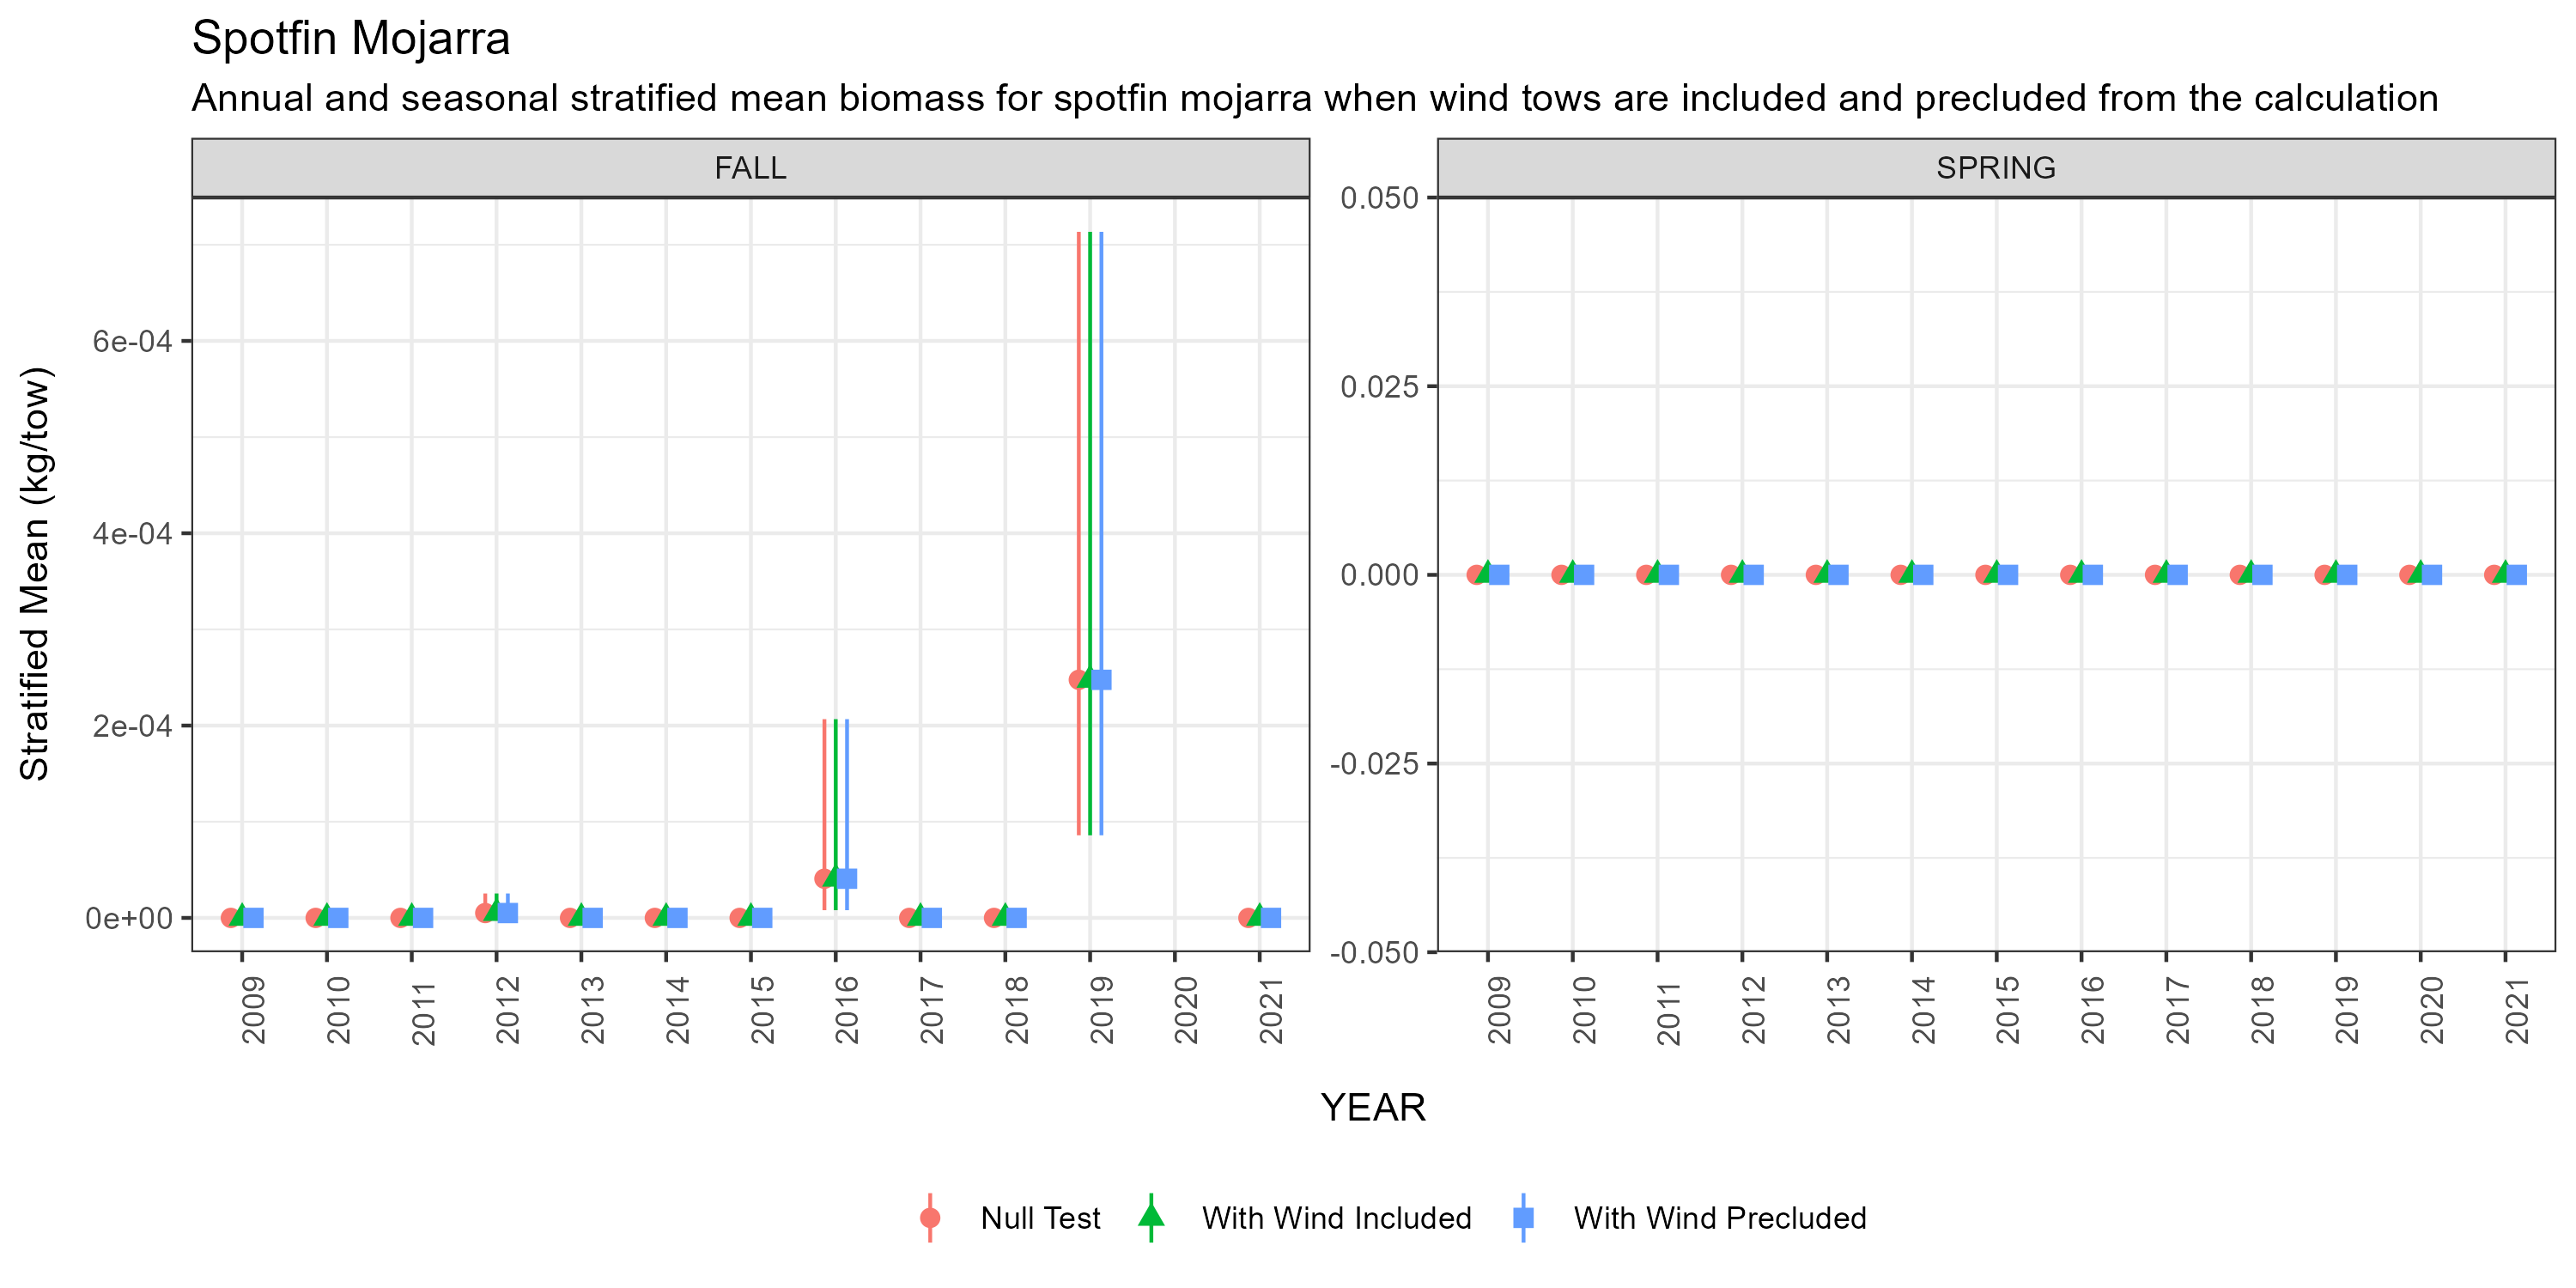 Spotfin Mojarra
Annual and seasonal stratified mean biomass for spotfin mojarra when wind tows are included and precluded from the calculation
FALL
SPRING
Stratified Mean (kg/tow)
6e-04
4e-04
2e-04
0e+00
0.050
0.025
0.000
-0.025
-0.050
2009 2010 2011 2012 2013 2014 2015 2016 2017 2018 2019 2020 2021
2009 2010 2011 2012 2013 2014 2015 2016 2017 2018 2019 2020 2021
YEAR
Null Test With Wind Included With Wind Precluded